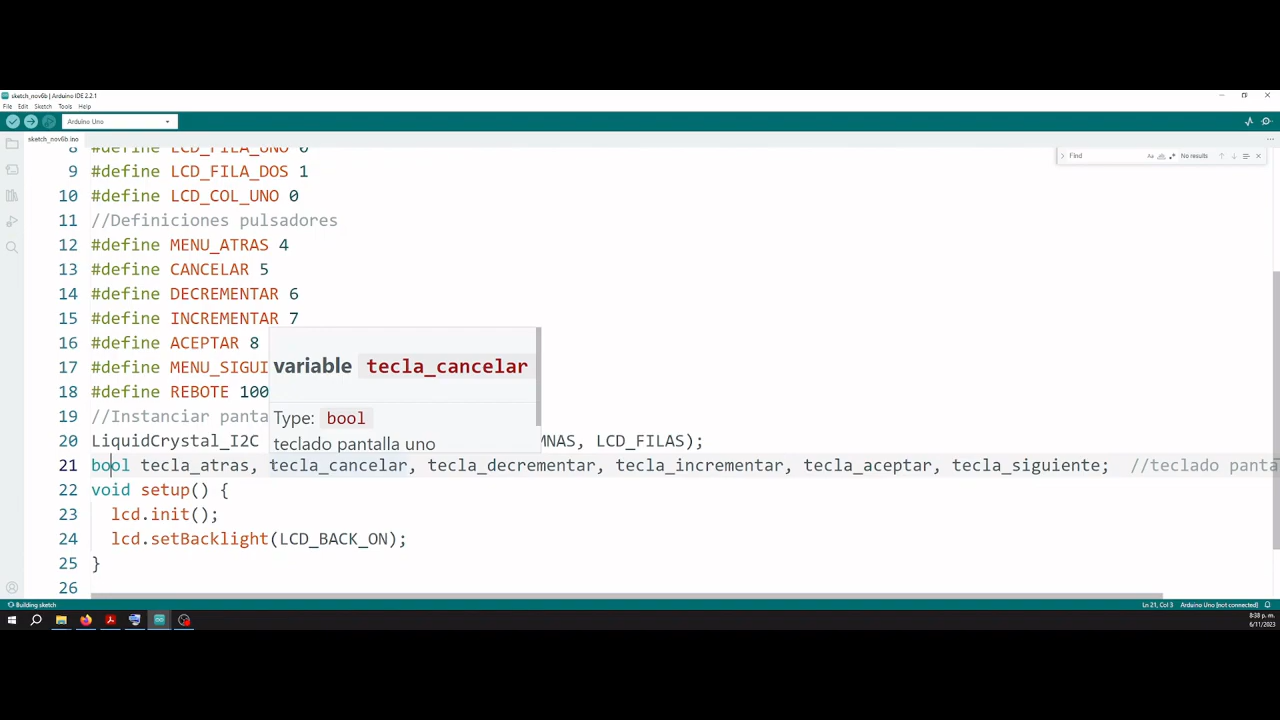 sketch_nov6b | Arduino IDE 2.2.1
File Edit Sketch Tools Help
Arduino Uno
sketch_nov6b.ino
Find
Aa
No results
8 #define LCD_FILA_UNO 0
9 #define LCD_FILA_DOS 1
10 #define LCD_COL_UNO 0
11 //Definiciones pulsadores
12 #define MENU_ATRAS 4
13 #define CANCELAR 5
14 #define DECREMENTAR 6
15 #define INCREMENTAR 7
16 #define ACEPTAR 8
17 #define MENU_SIGUI
18 #define REBOTE 100
19 //Instanciar panta
variable tecla_cancelar
Type: bool
teclado pantalla uno
20 LiquidCrystal_I2C MNAS, LCD_FILAS);
21 bool tecla_atras, tecla_cancelar, tecla_decrementar, tecla_incrementar, tecla_aceptar, tecla_siguiente; //teclado panta
22 void setup() {
23 lcd.init();
24 lcd.setBacklight(LCD_BACK_ON);
25 }
26
Building sketch
Ln 21, Col 3 Arduino Uno [not connected]
8:38 p. m.
6/11/2023